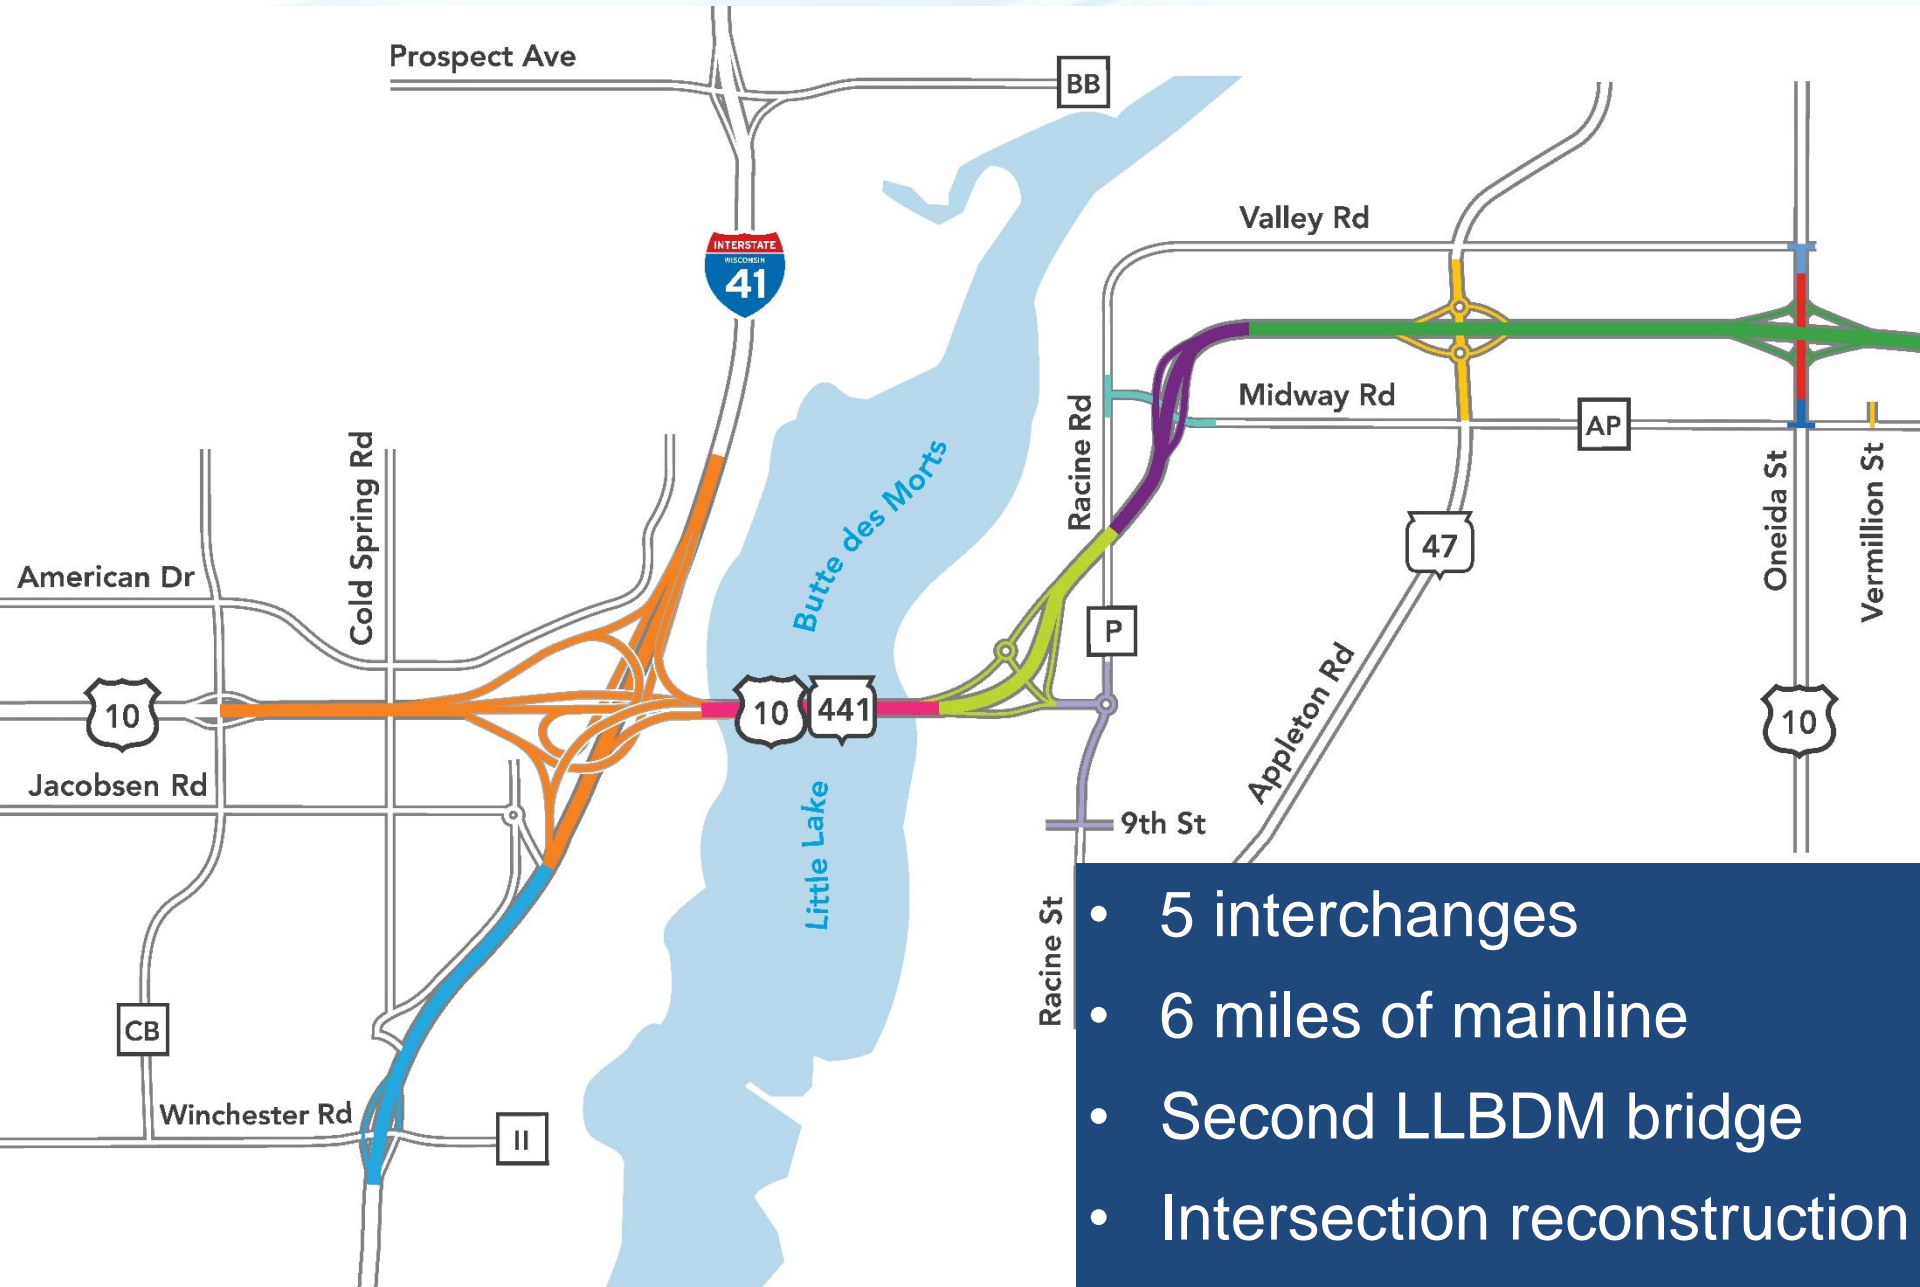 Prospect Ave
BB
INTERSTATE
WISCONSIN
41
Valley Rd
Midway Rd
AP
Racine Rd
Cold Spring Rd
Butte des Morts
Oneida St
Vermillion St
47
American Dr
P
10
10
441
Appleton Rd
10
Jacobsen Rd
Little Lake
9th St
Racine St
CB
Winchester Rd
II
• 5 interchanges
• 6 miles of mainline
• Second LLBDM bridge
• Intersection reconstruction